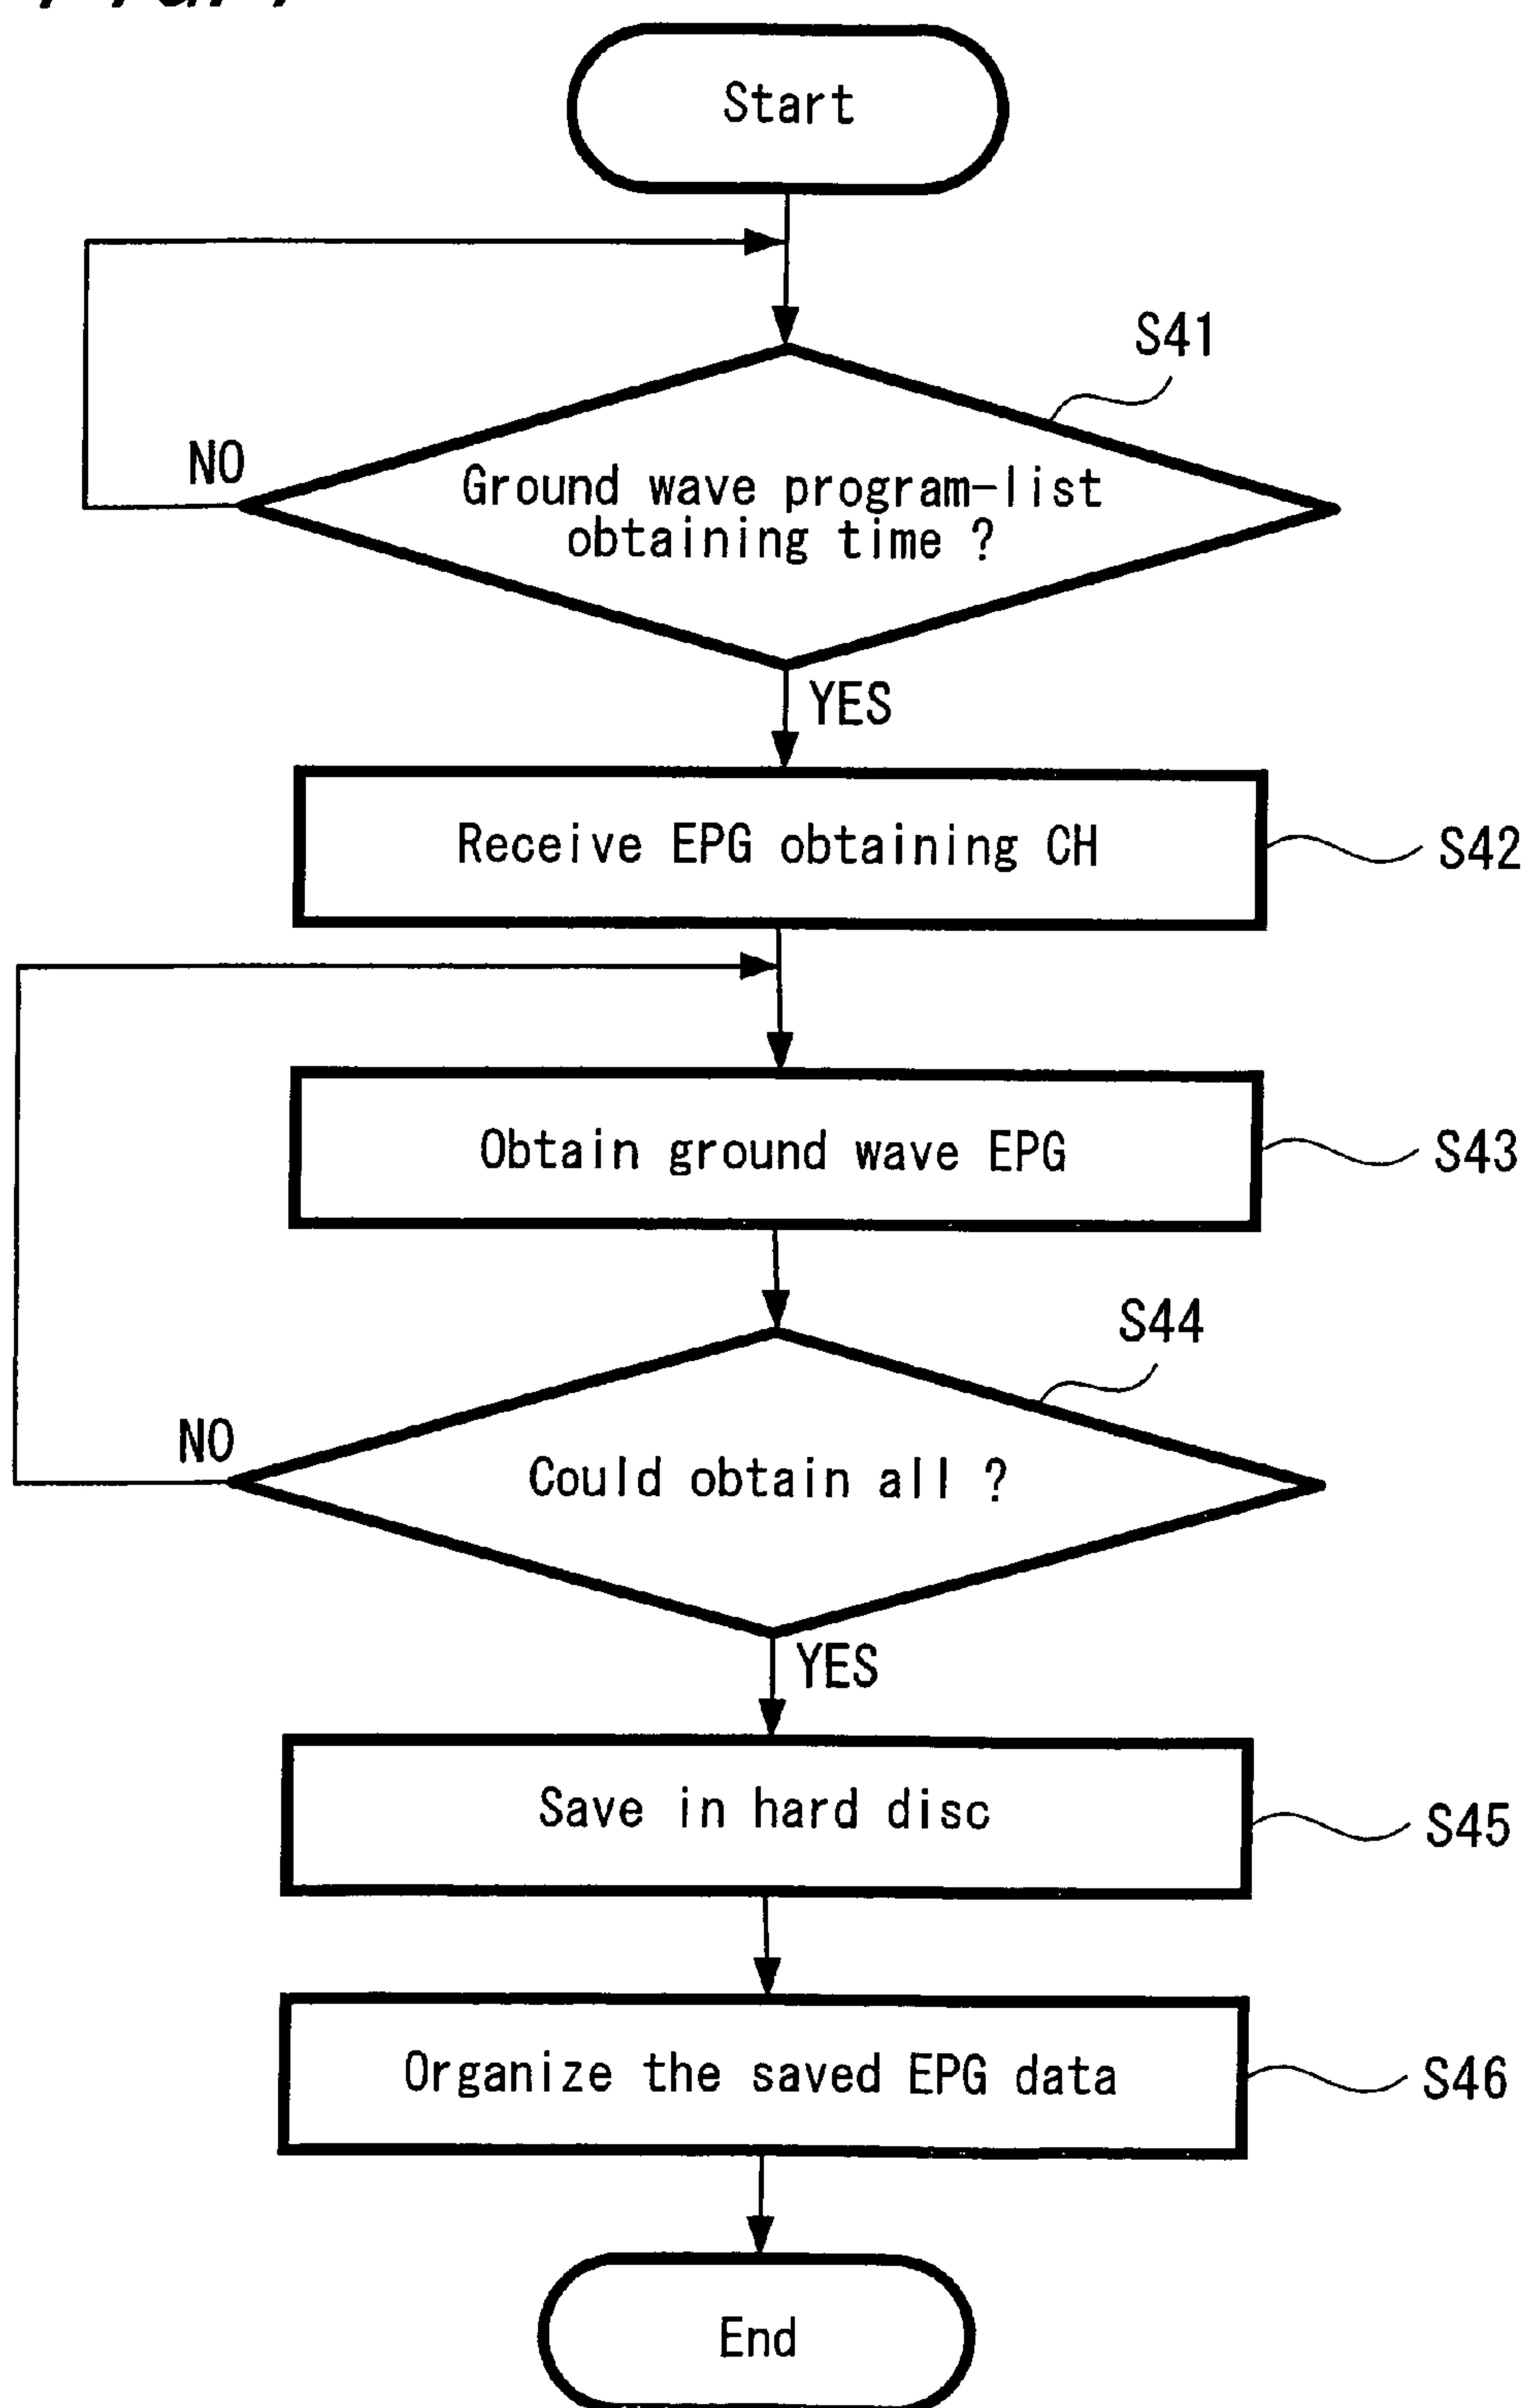 Start
S41
NO
Ground wave program-list
obtaining time ?
YES
Receive EPG obtaining CH
S42
Obtain ground wave EPG
S43
S44
NO
Could obtain all ?
YES
Save in hard disc
S45
Organize the saved EPG data
S46
End